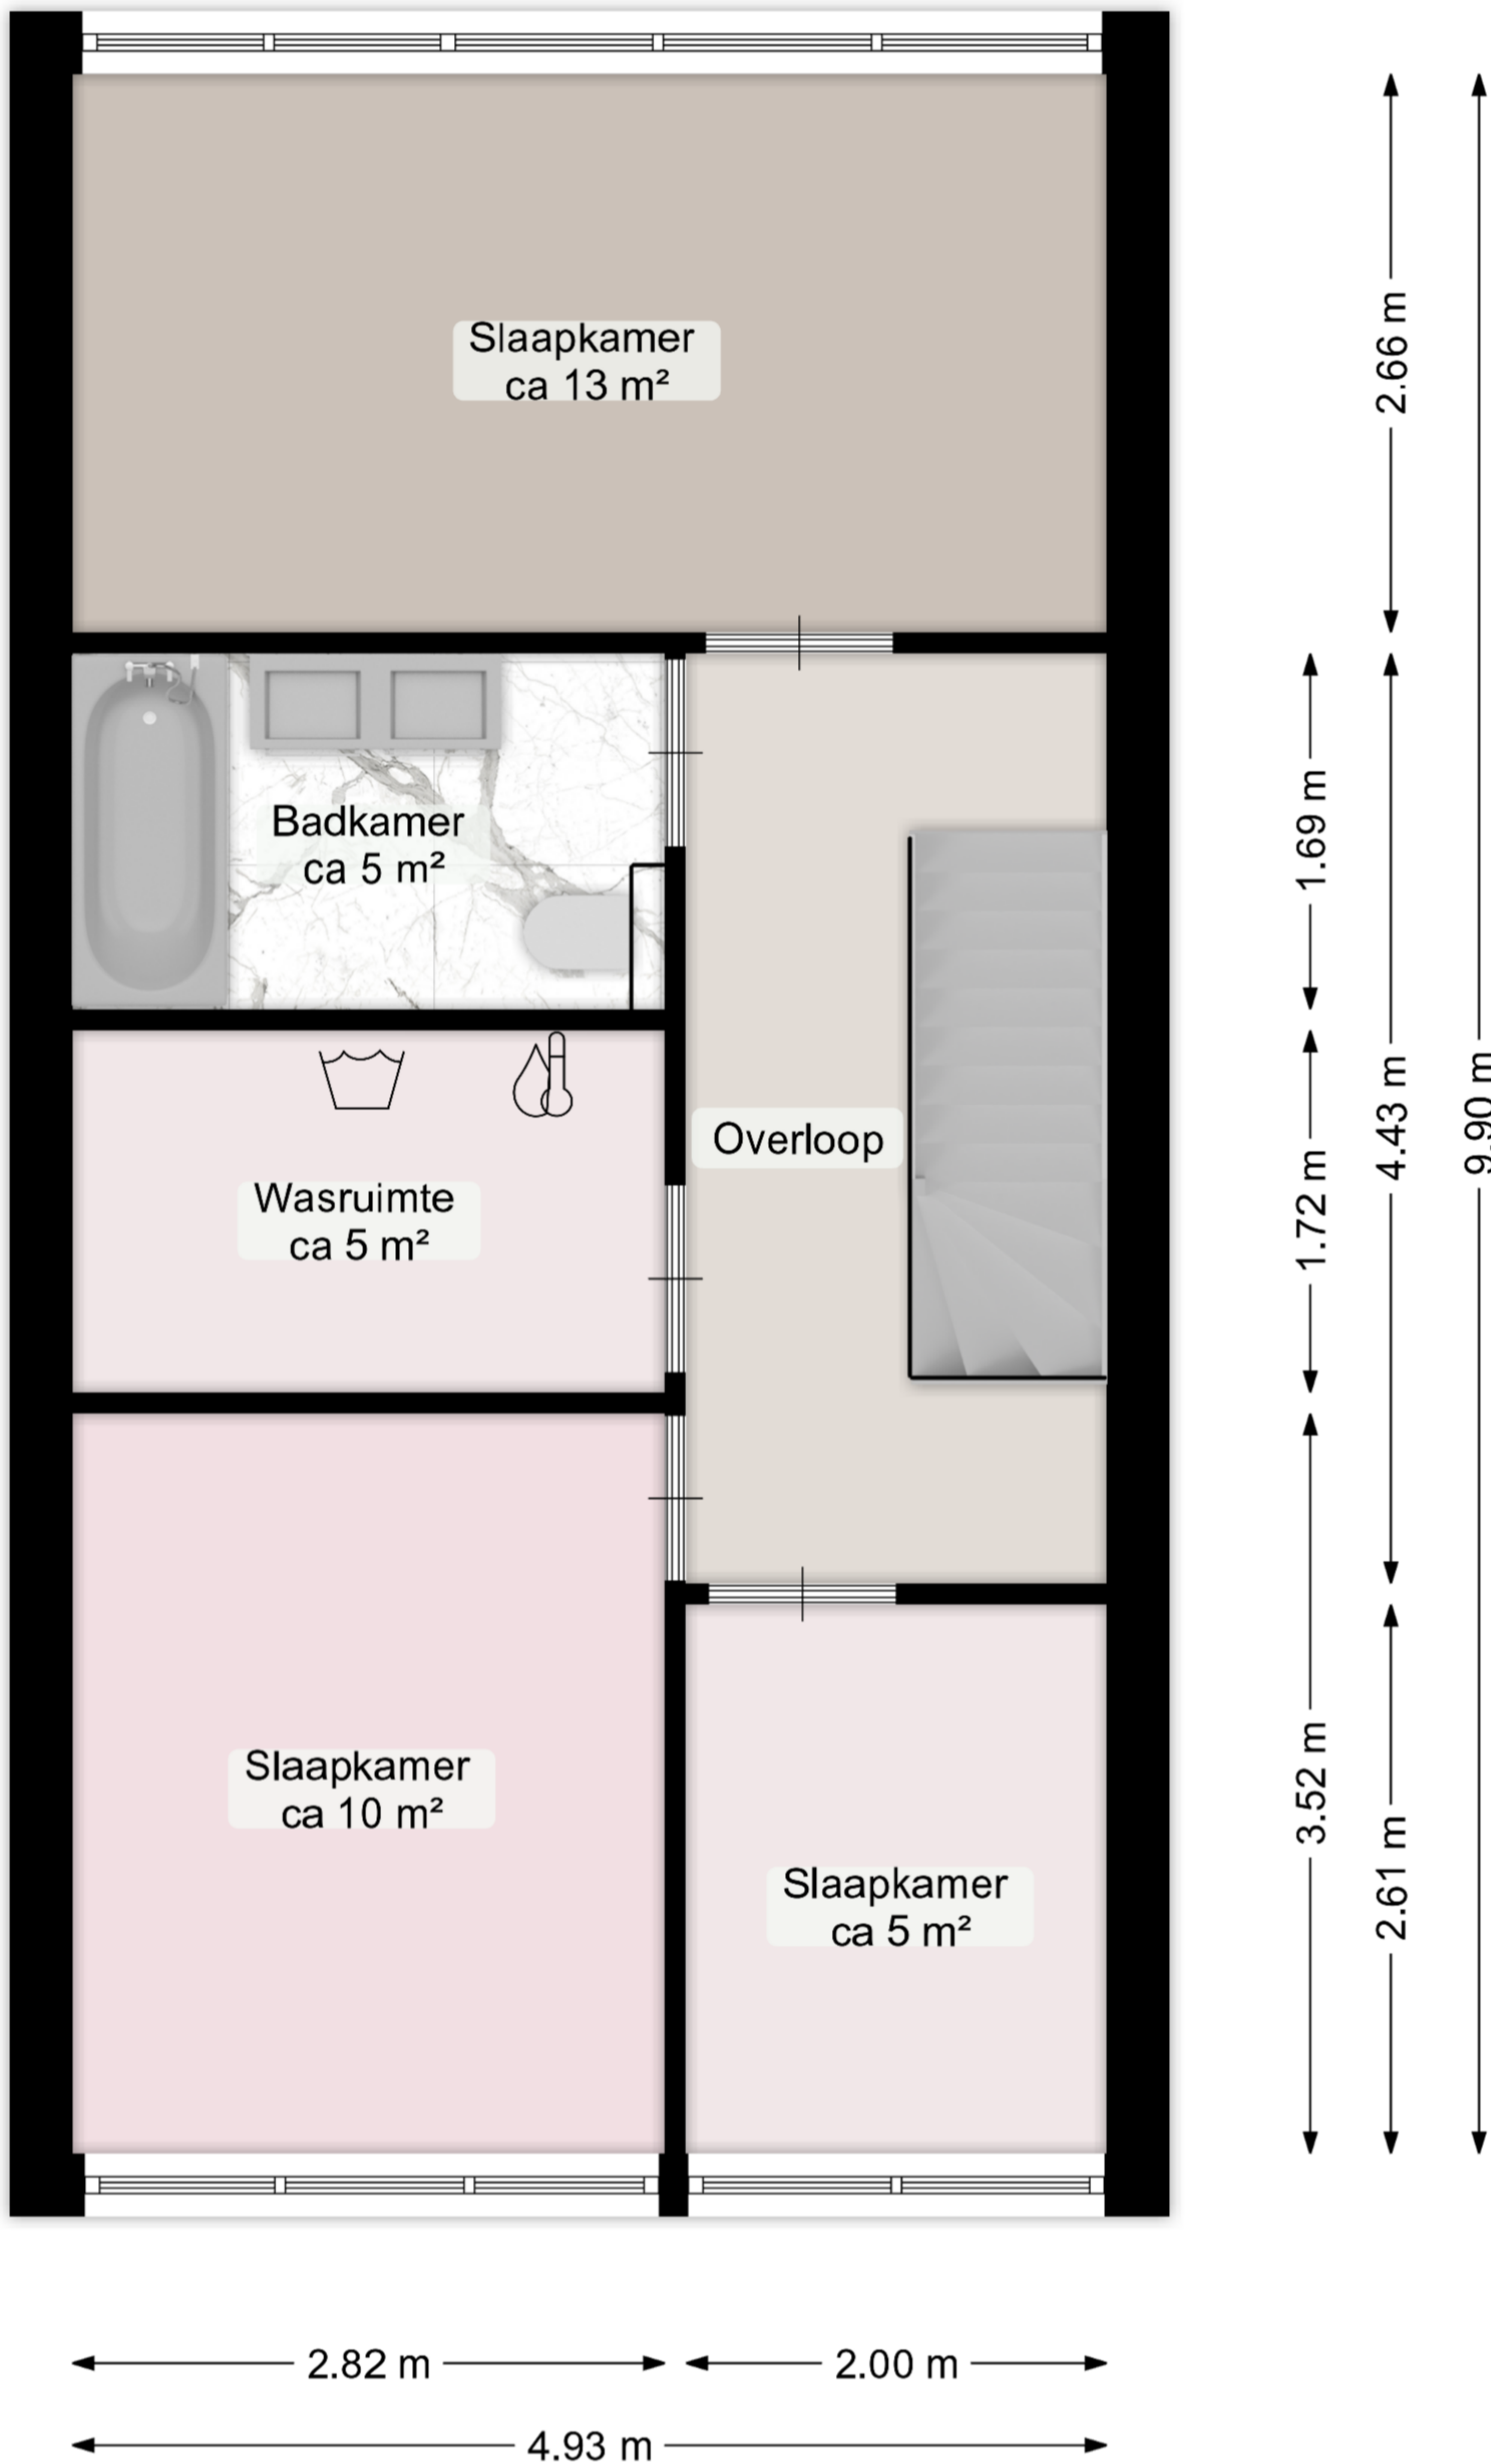 Slaapkamer
ca 13 m²
2.66 m
Badkamer
ca 5 m²
1.69 m
Overloop
4.43 m
9.90 m
Wasruimte
ca 5 m²
1.72 m
Slaapkamer
ca 10 m²
3.52 m
Slaapkamer
ca 5 m²
2.61 m
2.82 m
2.00 m
4.93 m